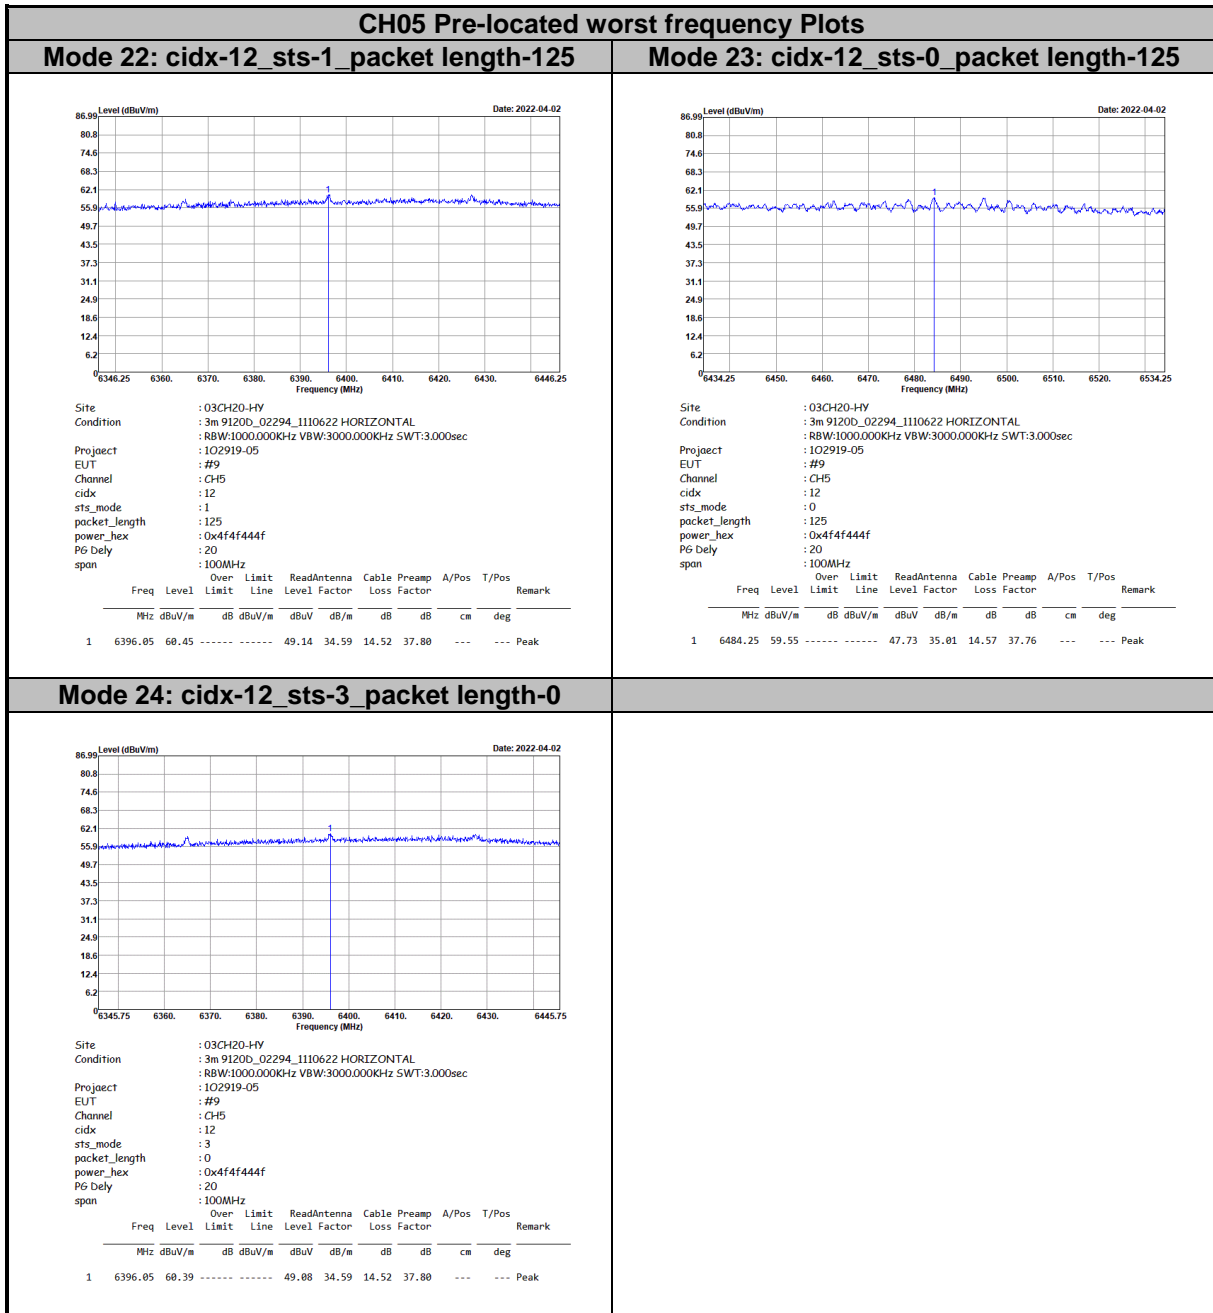 CH05 Pre-located worst frequency Plots
Mode 22: cidx-12_sts-1_packet length-125
Level (dBuV/m)
Date: 2022-04-02
86.99
80.8
74.6
68.3
62.1
55.9
49.7
43.5
37.3
31.1
24.9
18.6
12.4
6.2
0
1
6346.25 6360. 6370. 6380. 6390. 6400. 6410. 6420. 6430. 6446.25
Frequency (MHz)
Site : 03CH20-HY
Condition : 3m 9120D_02294_1110622 HORIZONTAL
: RBW:1000.000KHz VBW:3000.000KHz SWT:3.000sec
Projaect : 102919-05
EUT : #9
Channel : CH5
cidx : 12
sts_mode : 1
packet_length : 125
power_hex : 0x4f4f444f
PG Dely : 20
span : 100MHz
Over Limit ReadAntenna Cable Preamp A/Pos T/Pos
Freq Level Limit Line Level Factor Loss Factor Remark
MHz dBuV/m dB dBuV/m dBuV dB/m dB dB cm deg
1 6396.05 60.45 ------ ------ 49.14 34.59 14.52 37.80 --- --- Peak
Mode 23: cidx-12_sts-0_packet length-125
Level (dBuV/m)
Date: 2022-04-02
86.99
80.8
74.6
68.3
62.1
55.9
49.7
43.5
37.3
31.1
24.9
18.6
12.4
6.2
0
1
6434.25 6450. 6460. 6470. 6480. 6490. 6500. 6510. 6520. 6534.25
Frequency (MHz)
Site : 03CH20-HY
Condition : 3m 9120D_02294_1110622 HORIZONTAL
: RBW:1000.000KHz VBW:3000.000KHz SWT:3.000sec
Projaect : 102919-05
EUT : #9
Channel : CH5
cidx : 12
sts_mode : 0
packet_length : 125
power_hex : 0x4f4f444f
PG Dely : 20
span : 100MHz
Over Limit ReadAntenna Cable Preamp A/Pos T/Pos
Freq Level Limit Line Level Factor Loss Factor Remark
MHz dBuV/m dB dBuV/m dBuV dB/m dB dB cm deg
1 6484.25 59.55 ------ ------ 47.73 35.01 14.57 37.76 --- --- Peak
Mode 24: cidx-12_sts-3_packet length-0
Level (dBuV/m)
Date: 2022-04-02
86.99
80.8
74.6
68.3
62.1
55.9
49.7
43.5
37.3
31.1
24.9
18.6
12.4
6.2
0
1
6345.75 6360. 6370. 6380. 6390. 6400. 6410. 6420. 6430. 6445.75
Frequency (MHz)
Site : 03CH20-HY
Condition : 3m 9120D_02294_1110622 HORIZONTAL
: RBW:1000.000KHz VBW:3000.000KHz SWT:3.000sec
Projaect : 102919-05
EUT : #9
Channel : CH5
cidx : 12
sts_mode : 3
packet_length : 0
power_hex : 0x4f4f444f
PG Dely : 20
span : 100MHz
Over Limit ReadAntenna Cable Preamp A/Pos T/Pos
Freq Level Limit Line Level Factor Loss Factor Remark
MHz dBuV/m dB dBuV/m dBuV dB/m dB dB cm deg
1 6396.05 60.39 ------ ------ 49.08 34.59 14.52 37.80 --- --- Peak